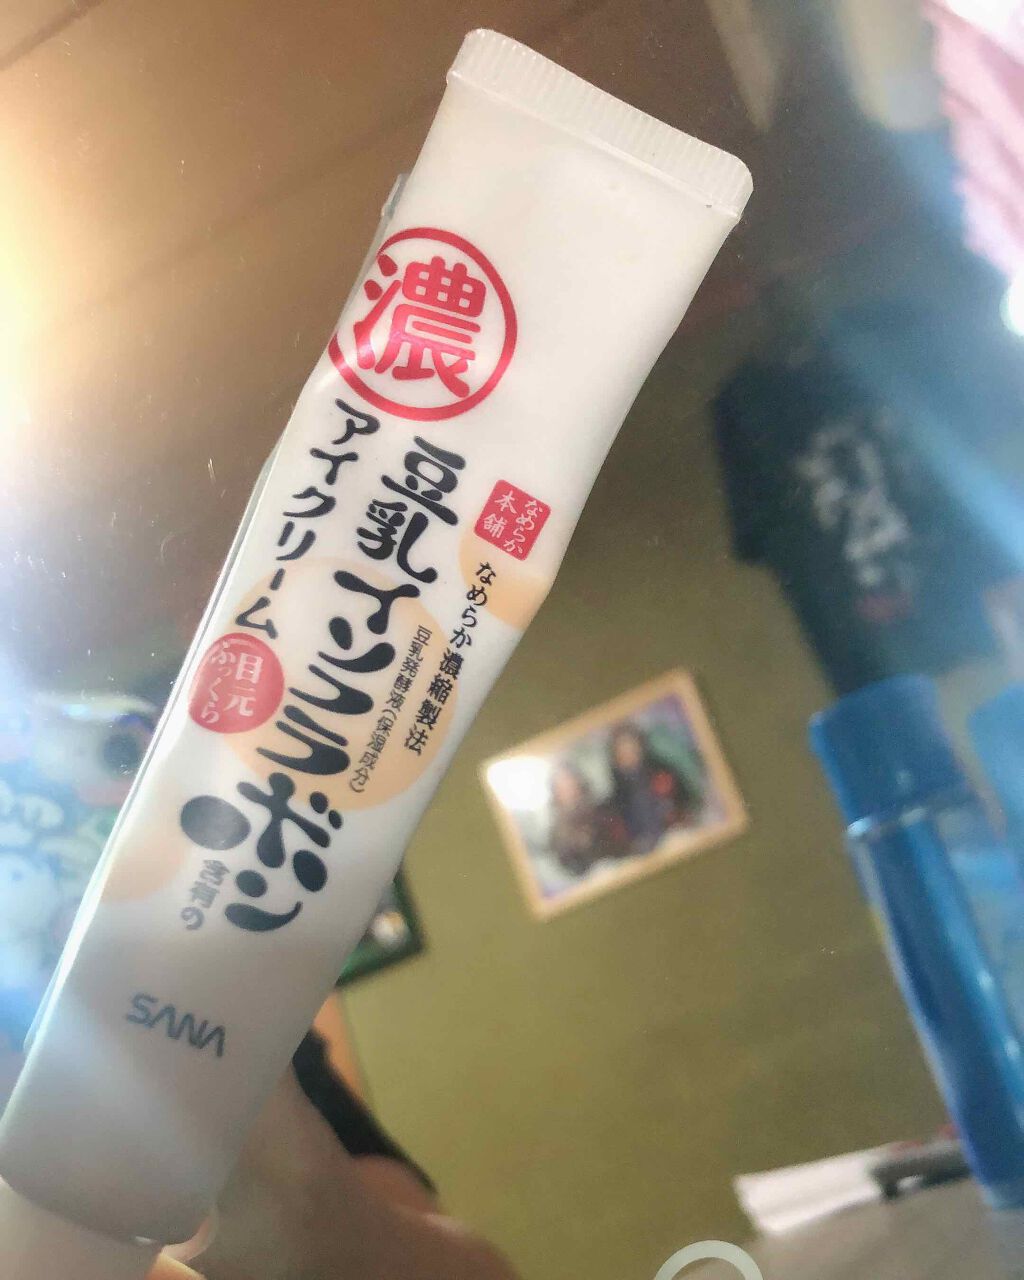 濃
なめらか
本舗
なめらか濃縮製法
豆乳発酵液(保湿成分)
豆乳イソフラボン
含有の
アイクリーム
目元
ふっくら
SANA